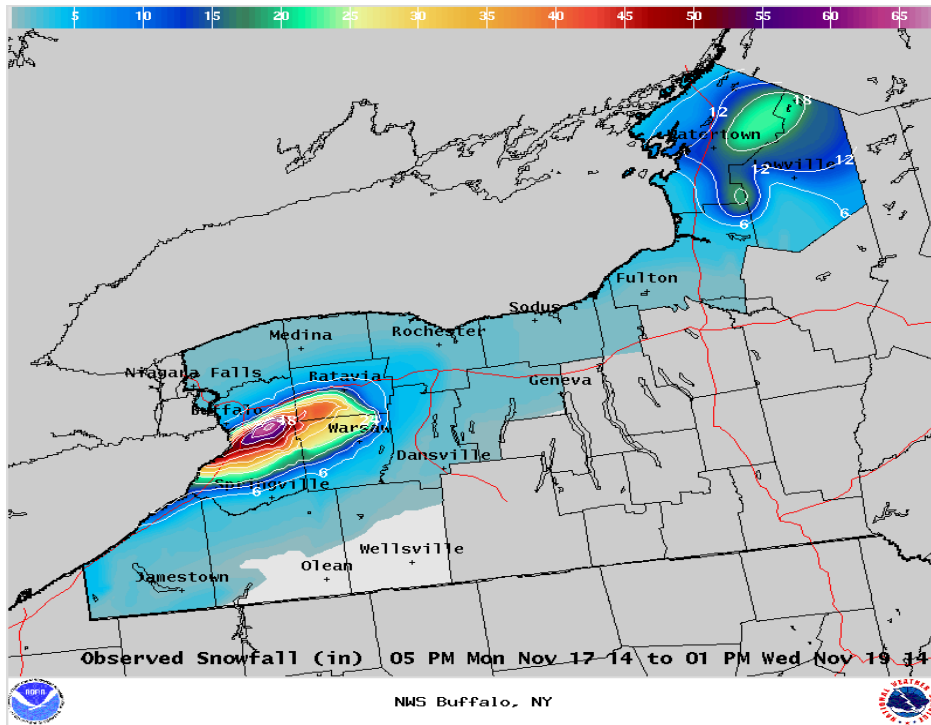 5 10 15 20 25 30 35 40 45 50 55 60 65
18
12
Watertown
Lowville
12
12
6
6
Fulton
Sodus
Rochester
Medina
Niagara Falls
Batavia
Geneva
Buffalo
18
Warsaw
Dansville
6
Springville
6
Wellsville
Olean
Jamestown
Observed Snowfall (in) 05 PM Mon Nov 17 14 to 01 PM Wed Nov 19 14
NOAA
NWS Buffalo, NY